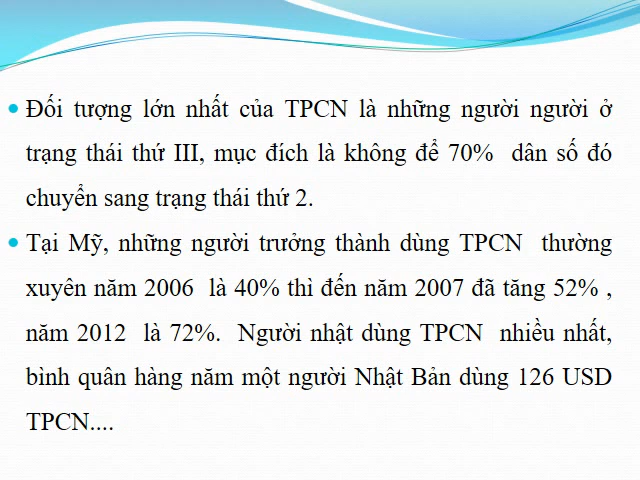 • Đối tượng lớn nhất của TPCN là những người người ở
trạng thái thứ III, mục đích là không để 70% dân số đó
chuyển sang trạng thái thứ 2.
• Tại Mỹ, những người trưởng thành dùng TPCN thường
xuyên năm 2006 là 40% thì đến năm 2007 đã tăng 52% ,
năm 2012 là 72%. Người nhật dùng TPCN nhiều nhất,
bình quân hàng năm một người Nhật Bản dùng 126 USD
TPCN....